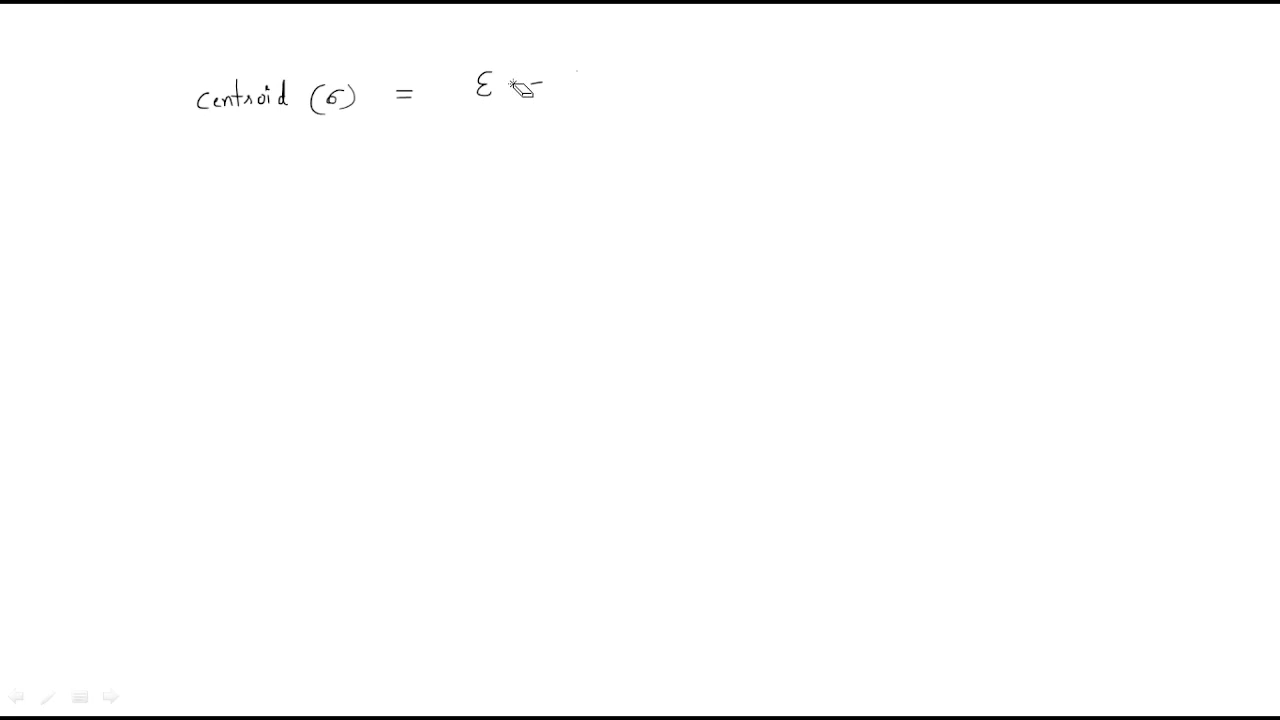 centroid (σ) = Σ